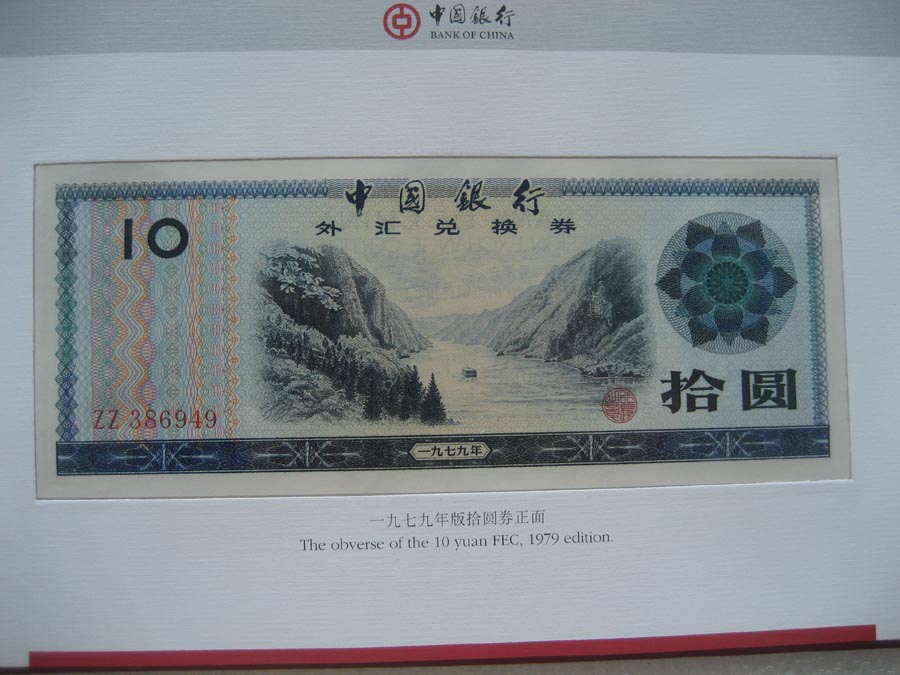 中国銀行
BANK OF CHINA
中国銀行
外汇兑换券
10
拾圆
ZZ 386949
一九七九年
一九七九年版拾圆券正面
The obverse of the 10 yuan FEC, 1979 edition.